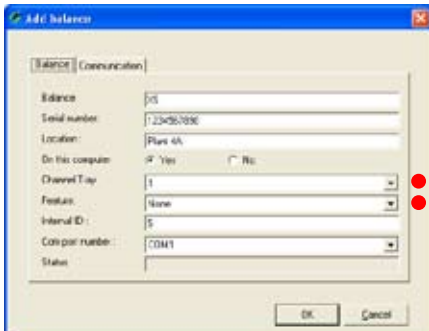 Add balance
Balance Communication
Balance XS
Serial number: 1234567890
Location: Plant 4A
On this computer Yes No
Channel Tray 1
Feature: None
Internal ID : 5
Com port number : COM1
Status
OK Cancel